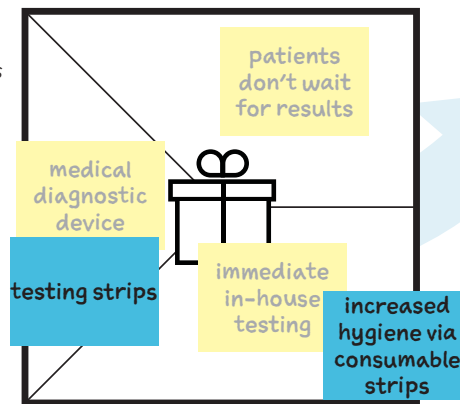 s
patients
don't wait
for results
medical
diagnostic
device
testing strips
immediate
in-house
testing
increased
hygiene via
consumable
strips